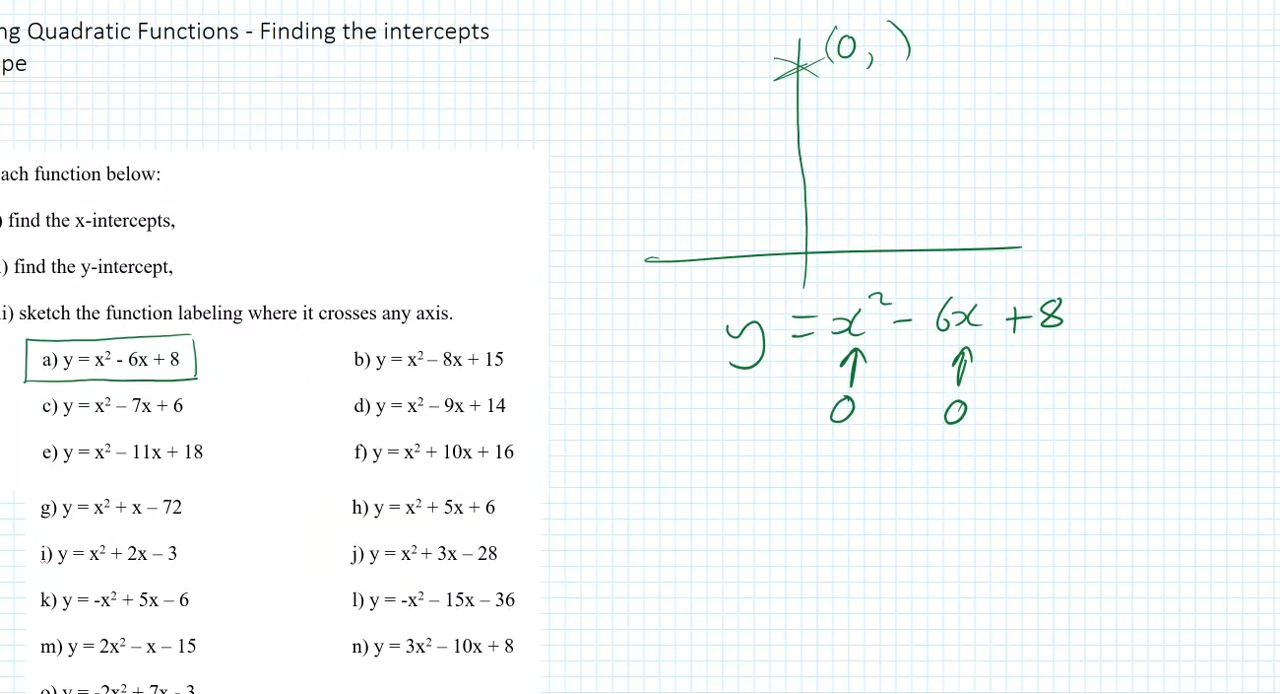 ng Quadratic Functions - Finding the intercepts
pe
(0, )
ach function below:
) find the x-intercepts,
.) find the y-intercept,
.i) sketch the function labeling where it crosses any axis.
y = x² - 6x + 8
0 0
a) y = x² - 6x + 8 b) y = x² – 8x + 15
c) y = x² – 7x + 6 d) y = x² – 9x + 14
e) y = x² – 11x + 18 f) y = x² + 10x + 16
g) y = x² + x – 72 h) y = x² + 5x + 6
i) y = x² + 2x – 3 j) y = x² + 3x – 28
k) y = -x² + 5x – 6 l) y = -x² – 15x – 36
m) y = 2x² – x – 15 n) y = 3x² – 10x + 8
o) y = -2x² + 7x - 3